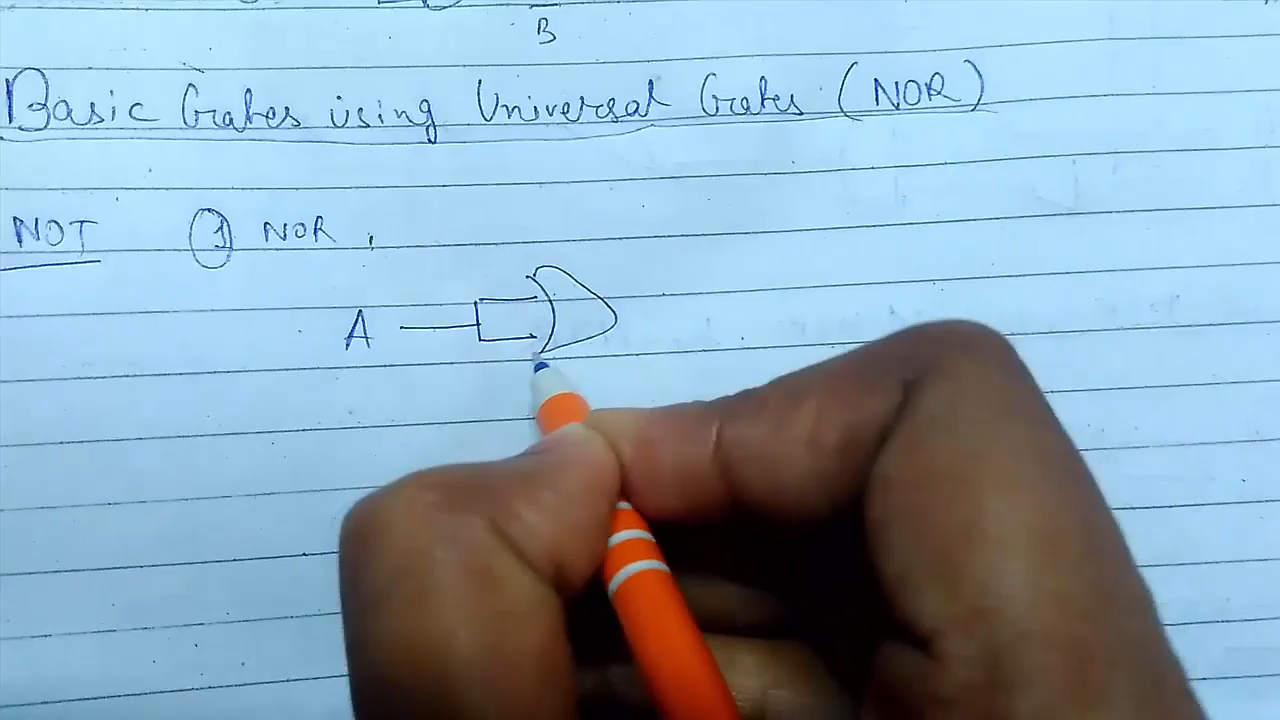 B
Basic Gates using Universal Gates (NOR)
NOT ① NOR,
A